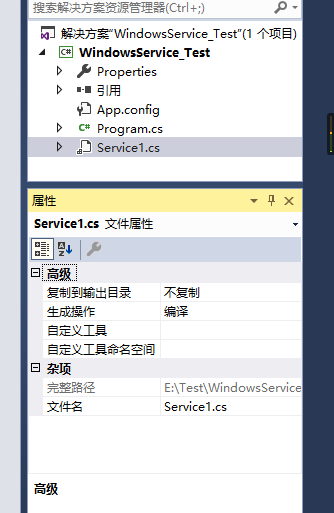 搜索解决方案资源管理器(Ctrl+;)
解决方案"WindowsService_Test"(1 个项目)
WindowsService_Test
Properties
引用
App.config
Program.cs
Service1.cs
属性
Service1.cs 文件属性
高级
复制到输出目录 不复制
生成操作 编译
自定义工具
自定义工具命名空间
杂项
完整路径 E:\Test\WindowsService
文件名 Service1.cs
高级